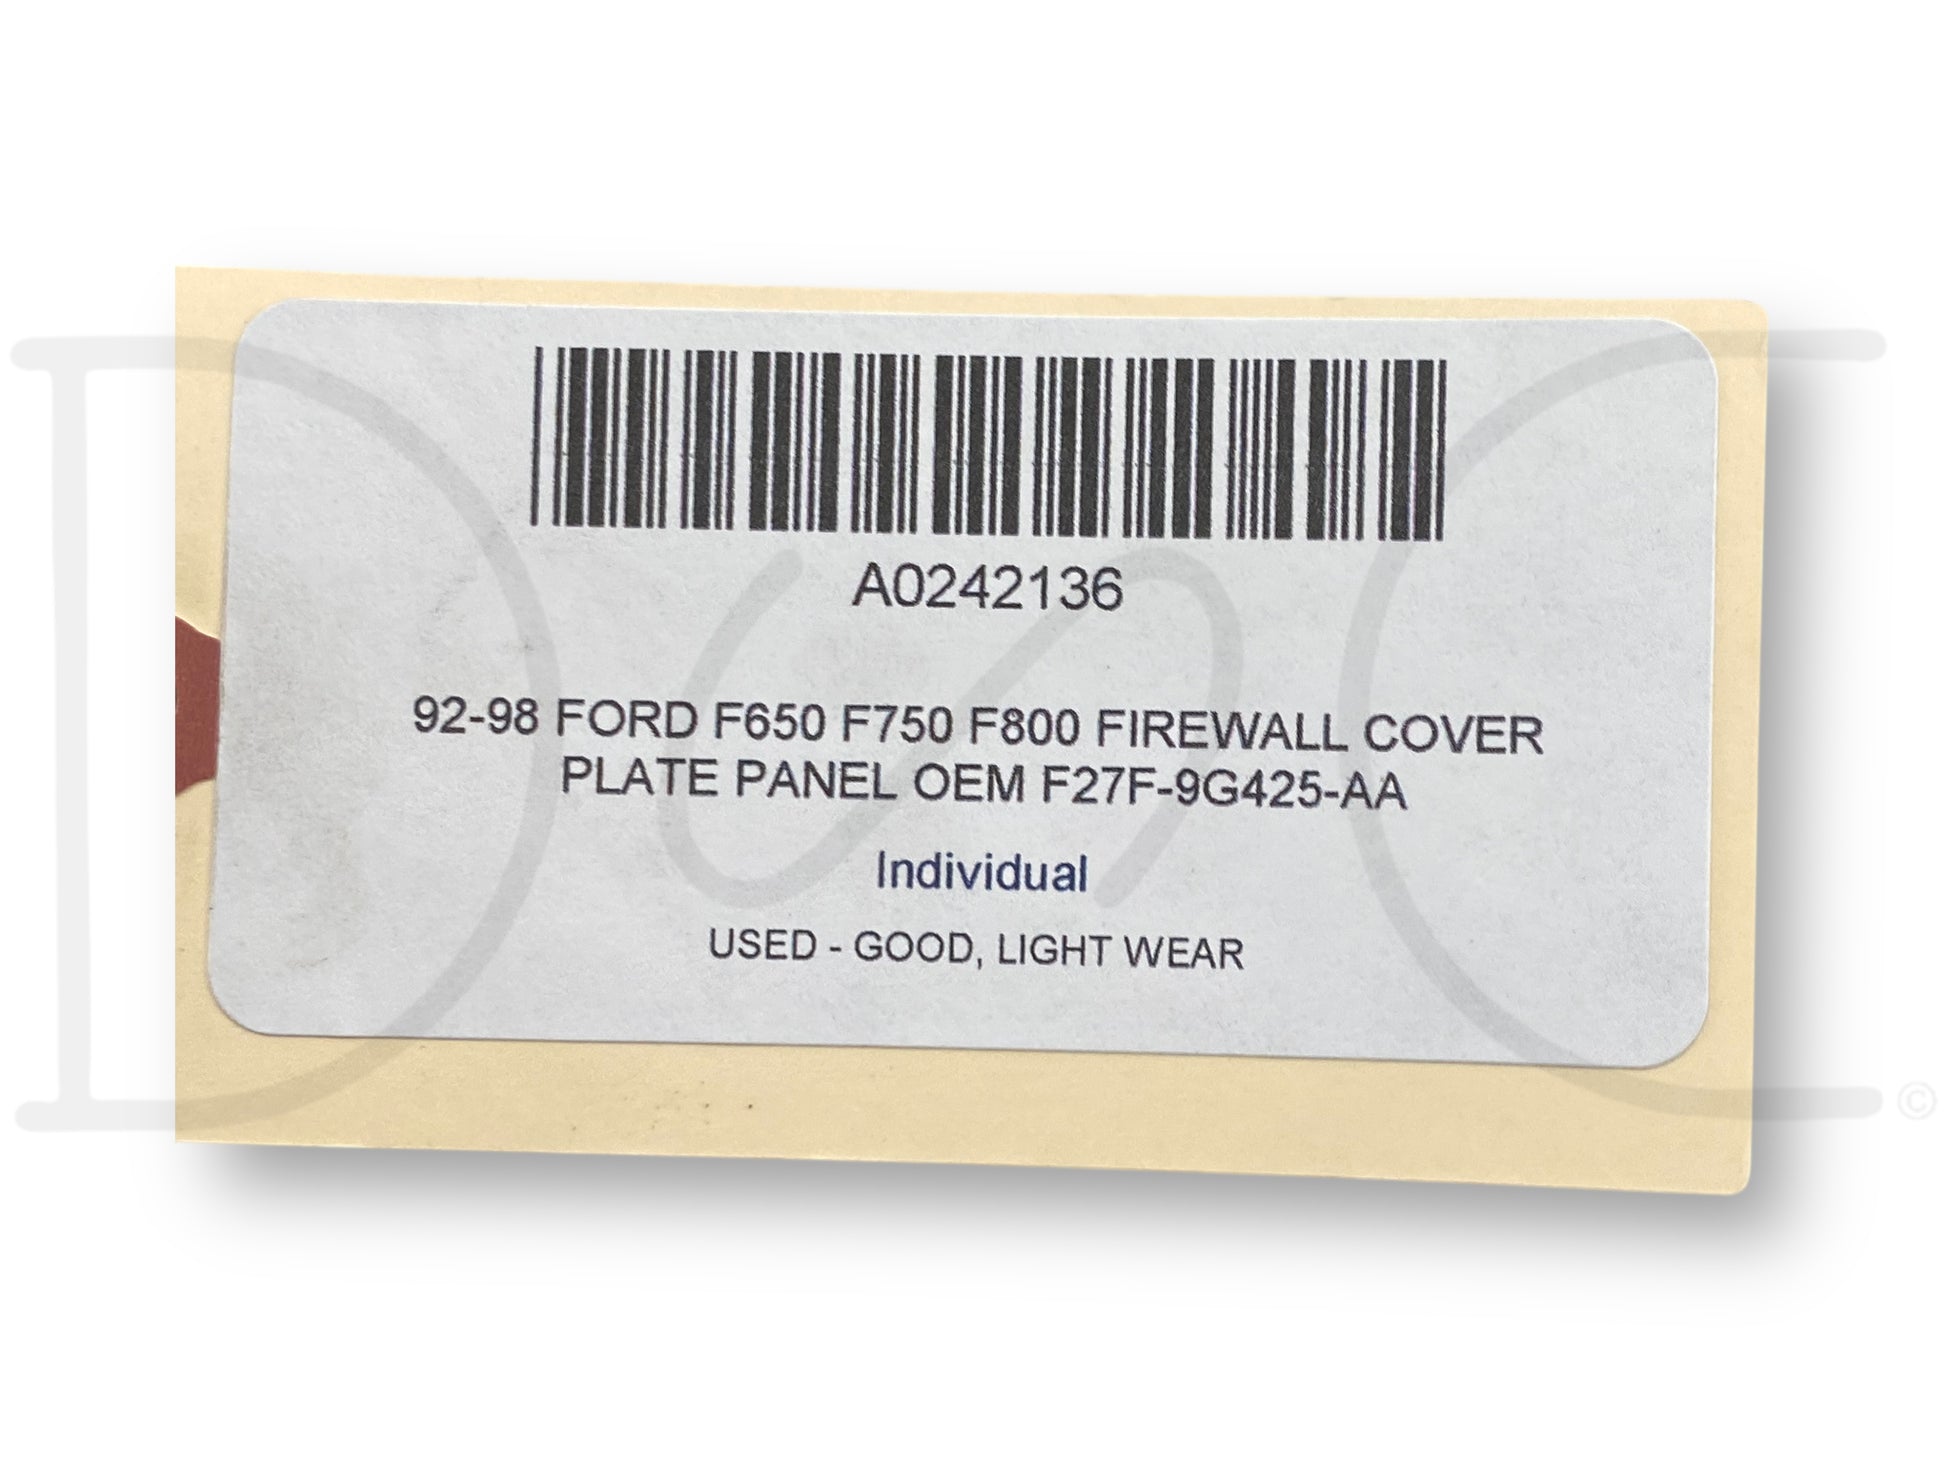 A0242136
92-98 FORD F650 F750 F800 FIREWALL COVER
PLATE PANEL OEM F27F-9G425-AA
Individual
USED - GOOD, LIGHT WEAR
©